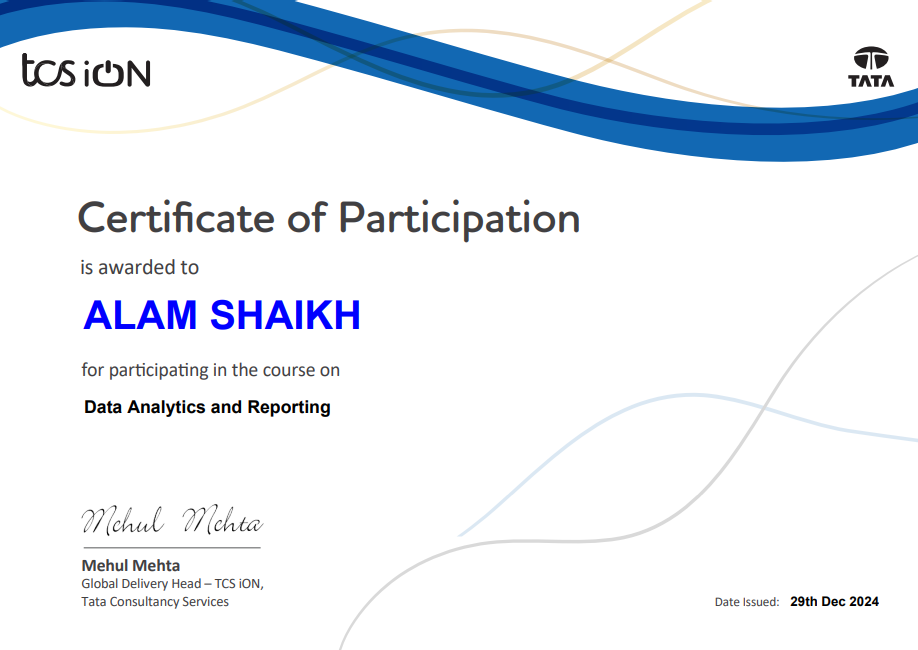 tcs iON
TATA
Certificate of Participation
is awarded to
ALAM SHAIKH
for participating in the course on
Data Analytics and Reporting
Mehul Mehta
Mehul Mehta
Global Delivery Head – TCS iON,
Tata Consultancy Services
Date Issued: 29th Dec 2024